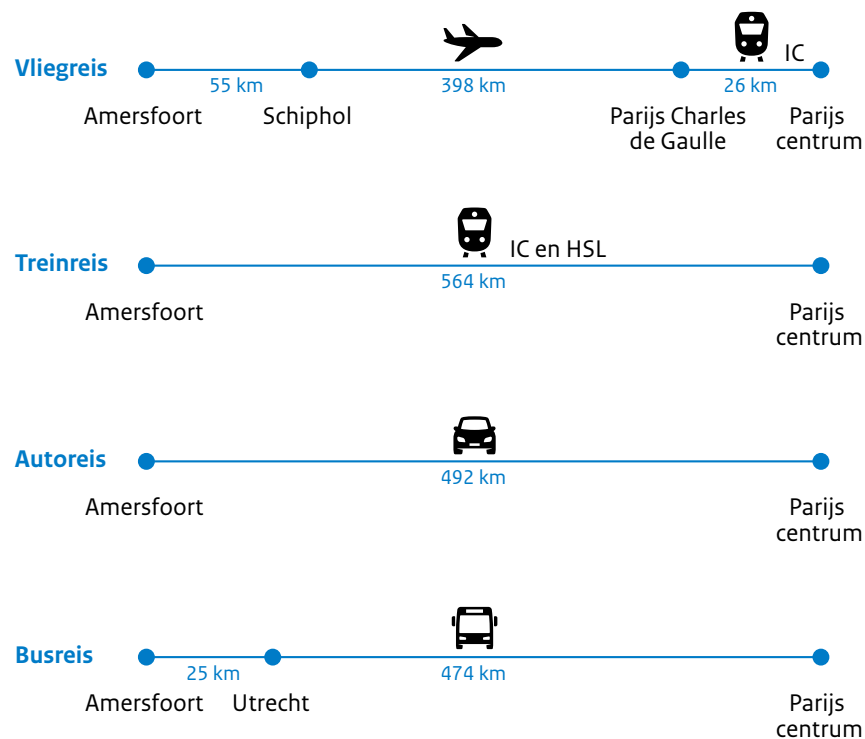 IC
Vliegreis
55 km
398 km
26 km
Amersfoort
Schiphol
Parijs Charles
de Gaulle
Parijs
centrum
IC en HSL
Treinreis
564 km
Amersfoort
Parijs
centrum
Autoreis
492 km
Amersfoort
Parijs
centrum
Busreis
25 km
474 km
Amersfoort
Utrecht
Parijs
centrum